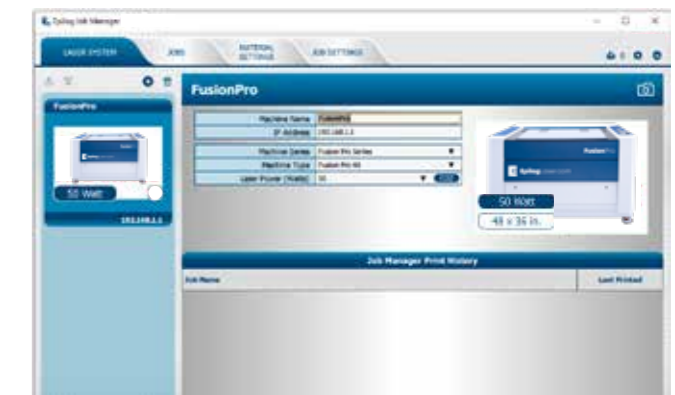 Epilog Job Manager
LASER SYSTEM
JOBS
MATERIAL SETTINGS
JOB SETTINGS
FusionPro
50 Watt
192.168.1.1
FusionPro
Machine Name FusionPro
IP Address 192.168.1.1
Machine Series Fusion Pro Series
Machine Type Fusion Pro 48
Laser Power (Watts) 50
50 Watt
48 x 36 in.
Job Manager Print History
Job Name
Last Printed